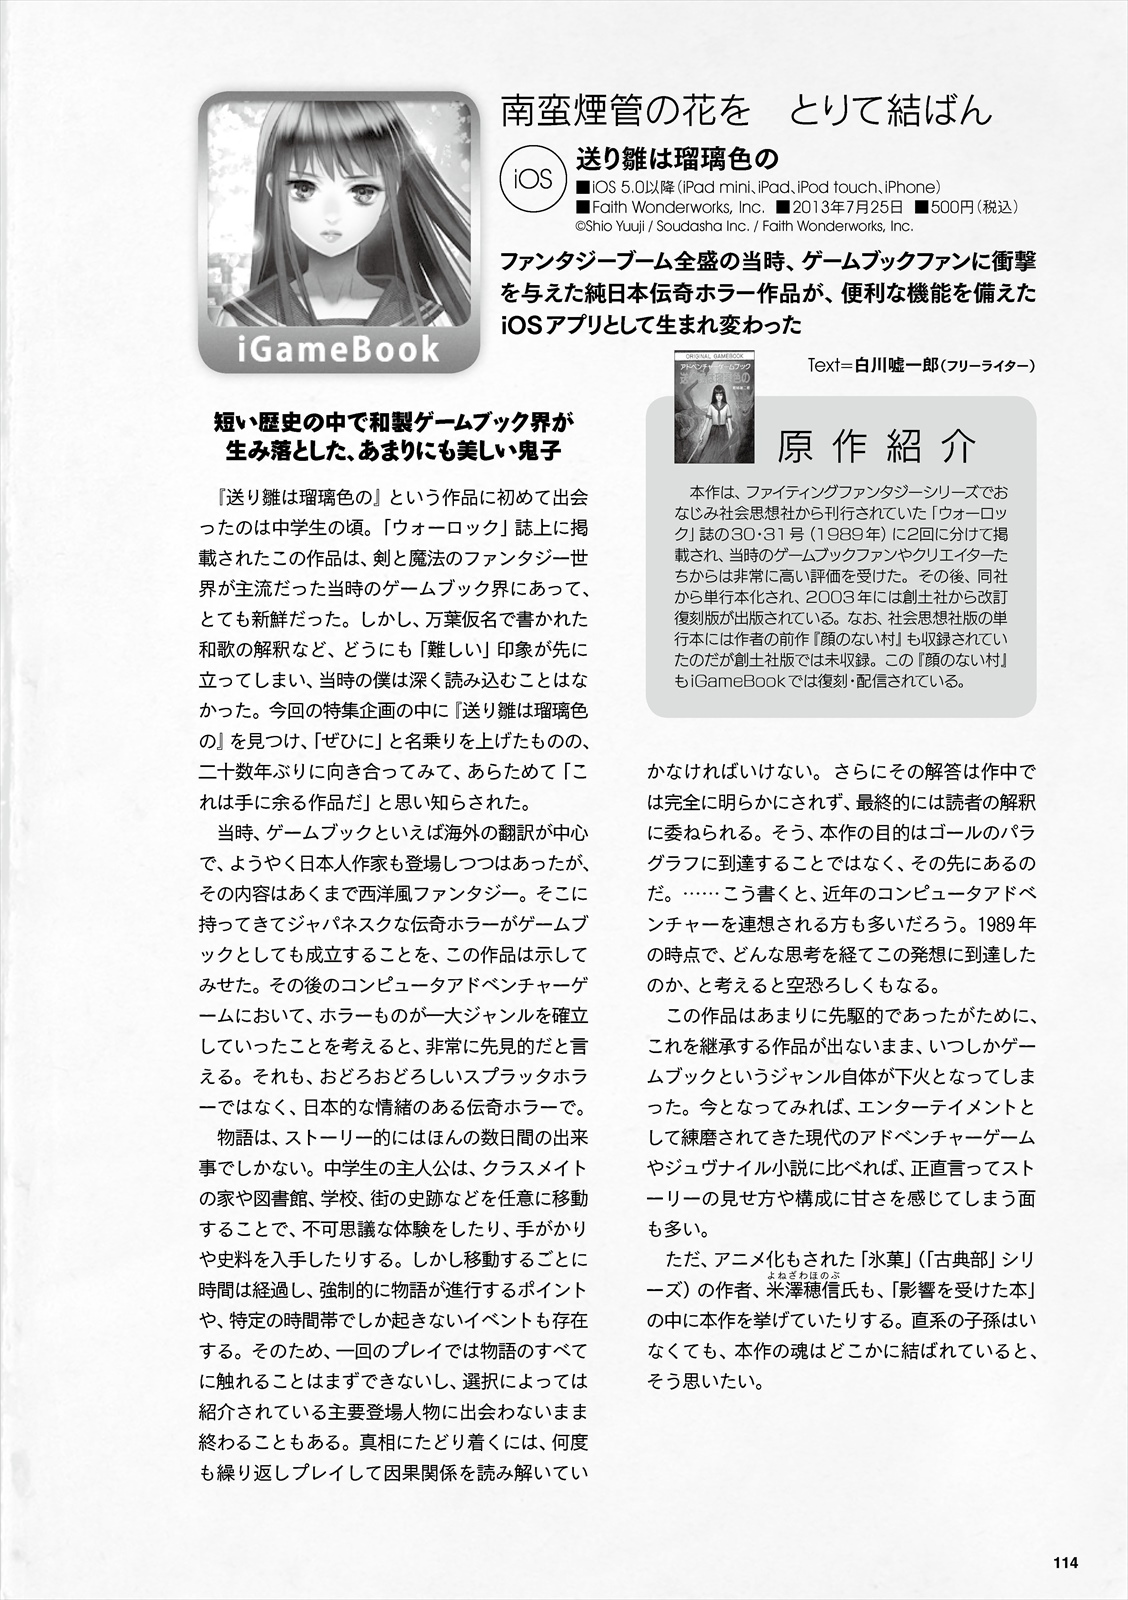 南蛮煙管の花を とりて結ばん
iOS
送り雛は瑠璃色の
■iOS 5.0以降(iPad mini、iPad、iPod touch、iPhone)
■Faith Wonderworks, Inc. ■2013年7月25日 ■500円(税込)
©Shio Yuuji / Soudasha Inc. / Faith Wonderworks, Inc.
ファンタジーブーム全盛の当時、ゲームブックファンに衝撃
を与えた純日本伝奇ホラー作品が、便利な機能を備えた
iOSアプリとして生まれ変わった
iGameBook
Text=白川嘘一郎(フリーライター)
短い歴史の中で和製ゲームブック界が
生み落とした、あまりにも美しい鬼子
『送り雛は瑠璃色の』という作品に初めて出会
ったのは中学生の頃。「ウォーロック」誌上に掲
載されたこの作品は、剣と魔法のファンタジー世
界が主流だった当時のゲームブック界にあって、
とても新鮮だった。しかし、万葉仮名で書かれた
和歌の解釈など、どうにも「難しい」印象が先に
立ってしまい、当時の僕は深く読み込むことはな
かった。今回の特集企画の中に『送り雛は瑠璃色
の』を見つけ、「ぜひに」と名乗りを上げたものの、
二十数年ぶりに向き合ってみて、あらためて「こ
れは手に余る作品だ」と思い知らされた。
当時、ゲームブックといえば海外の翻訳が中心
で、ようやく日本人作家も登場しつつはあったが、
その内容はあくまで西洋風ファンタジー。そこに
持ってきてジャパネスクな伝奇ホラーがゲームブ
ックとしても成立することを、この作品は示して
みせた。その後のコンピュータアドベンチャーゲ
ームにおいて、ホラーものが一大ジャンルを確立
していったことを考えると、非常に先見的だと言
える。それも、おどろおどろしいスプラッタホラ
ーではなく、日本的な情緒のある伝奇ホラーで。
物語は、ストーリー的にはほんの数日間の出来
事でしかない。中学生の主人公は、クラスメイト
の家や図書館、学校、街の史跡などを任意に移動
することで、不可思議な体験をしたり、手がかり
や史料を入手したりする。しかし移動するごとに
時間は経過し、強制的に物語が進行するポイント
や、特定の時間帯でしか起きないイベントも存在
する。そのため、一回のプレイでは物語のすべて
に触れることはまずできないし、選択によっては
紹介されている主要登場人物に出会わないまま
終わることもある。真相にたどり着くには、何度
も繰り返しプレイして因果関係を読み解いてい
ORIGINAL GAMEBOOK
アドベンチャーゲームブック
送り雛は瑠璃色の
原作紹介
本作は、ファイティングファンタジーシリーズでお
なじみ社会思想社から刊行されていた「ウォーロッ
ク」誌の30・31号(1989年)に2回に分けて掲
載され、当時のゲームブックファンやクリエイターた
ちからは非常に高い評価を受けた。その後、同社
から単行本化され、2003年には創土社から改訂
復刻版が出版されている。なお、社会思想社版の単
行本には作者の前作『顔のない村』も収録されてい
たのだが創土社版では未収録。この『顔のない村』
もiGameBookでは復刻・配信されている。
かなければいけない。さらにその解答は作中で
は完全に明らかにされず、最終的には読者の解釈
に委ねられる。そう、本作の目的はゴールのパラ
グラフに到達することではなく、その先にあるの
だ。……こう書くと、近年のコンピュータアドベ
ンチャーを連想される方も多いだろう。1989年
の時点で、どんな思考を経てこの発想に到達した
のか、と考えると空恐ろしくもなる。
この作品はあまりに先駆的であったがために、
これを継承する作品が出ないまま、いつしかゲー
ムブックというジャンル自体が下火となってしま
った。今となってみれば、エンターテイメントと
して練磨されてきた現代のアドベンチャーゲーム
やジュヴナイル小説に比べれば、正直言ってスト
ーリーの見せ方や構成に甘さを感じてしまう面
も多い。
ただ、アニメ化もされた「氷菓」(「古典部」シリ
よねざわほのぶ
ーズ)の作者、米澤穂信氏も、「影響を受けた本」
の中に本作を挙げていたりする。直系の子孫はい
なくても、本作の魂はどこかに結ばれていると、
そう思いたい。
114